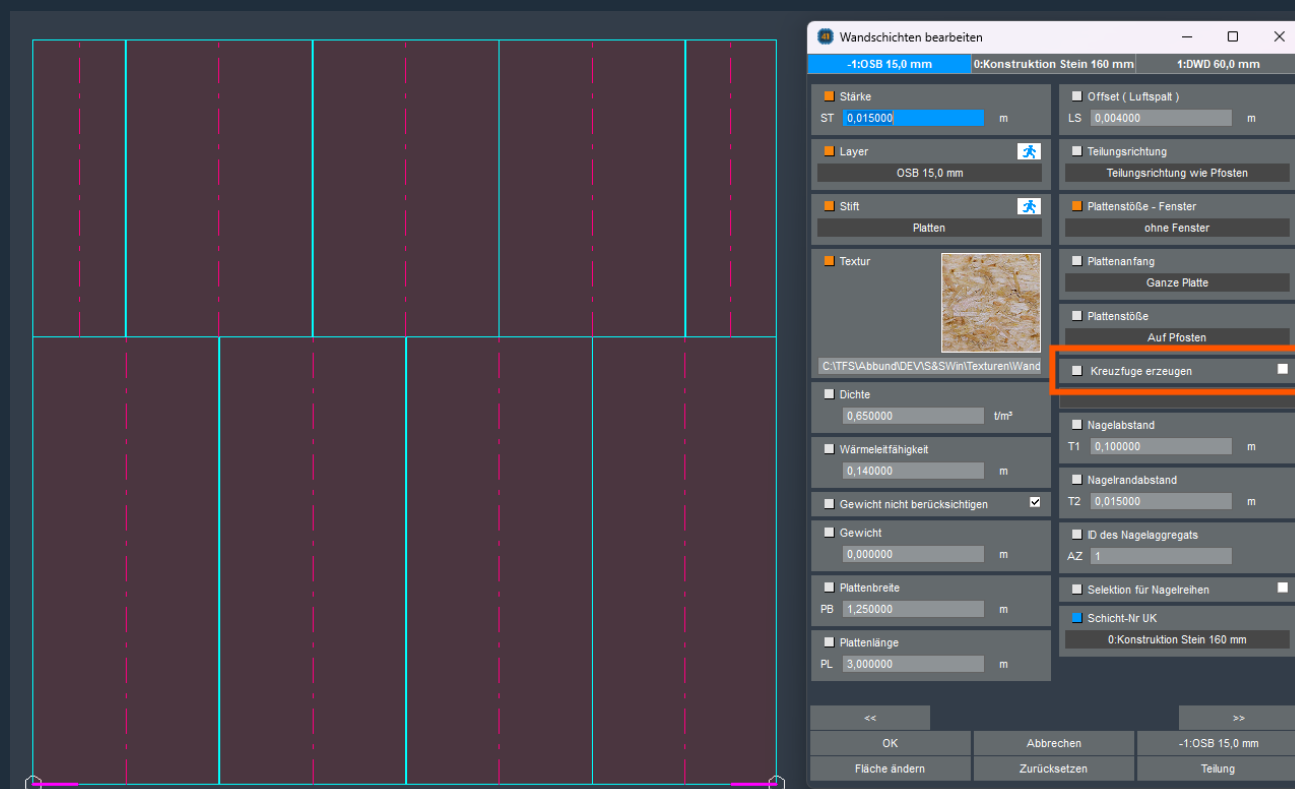 Wandschichten bearbeiten
-1:OSB 15,0 mm
0:Konstruktion Stein 160 mm
1:DWD 60,0 mm
Stärke
ST 0,015000 m
Layer
OSB 15,0 mm
Stift
Platten
Textur
C:\TFS\Abbund\DEV\S&SWin\Texturen\Wand
Dichte
0,650000 t/m³
Wärmeleitfähigkeit
0,140000 m
Gewicht nicht berücksichtigen
Gewicht
0,000000 m
Plattenbreite
PB 1,250000 m
Plattenlänge
PL 3,000000 m
Offset ( Luftspalt )
LS 0,004000 m
Teilungsrichtung
Teilungsrichtung wie Pfosten
Plattenstöße - Fenster
ohne Fenster
Plattenanfang
Ganze Platte
Plattenstöße
Auf Pfosten
Kreuzfuge erzeugen
Nagelabstand
T1 0,100000 m
Nagelrandabstand
T2 0,015000 m
ID des Nagelaggregats
AZ 1
Selektion für Nagelreihen
Schicht-Nr UK
0:Konstruktion Stein 160 mm
<< >>
OK Abbrechen -1:OSB 15,0 mm
Fläche ändern Zurücksetzen Teilung